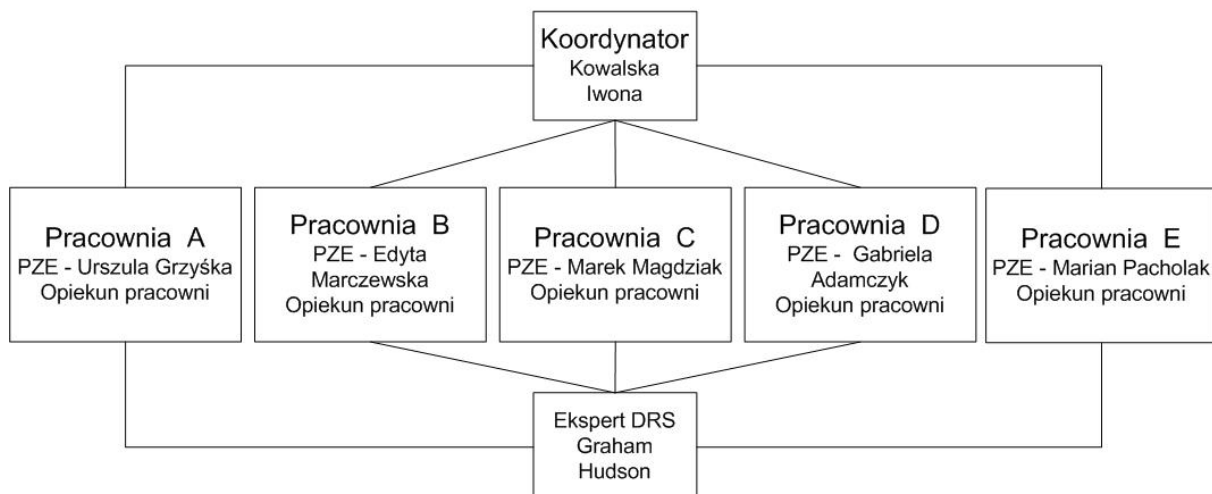 Koordynator
Kowalska
Iwona
Pracownia A
PZE - Urszula Grzyśka
Opiekun pracowni
Pracownia B
PZE - Edyta
Marczewska
Opiekun pracowni
Pracownia C
PZE - Marek Magdziak
Opiekun pracowni
Pracownia D
PZE - Gabriela
Adamczyk
Opiekun pracowni
Pracownia E
PZE - Marian Pacholak
Opiekun pracowni
Ekspert DRS
Graham
Hudson